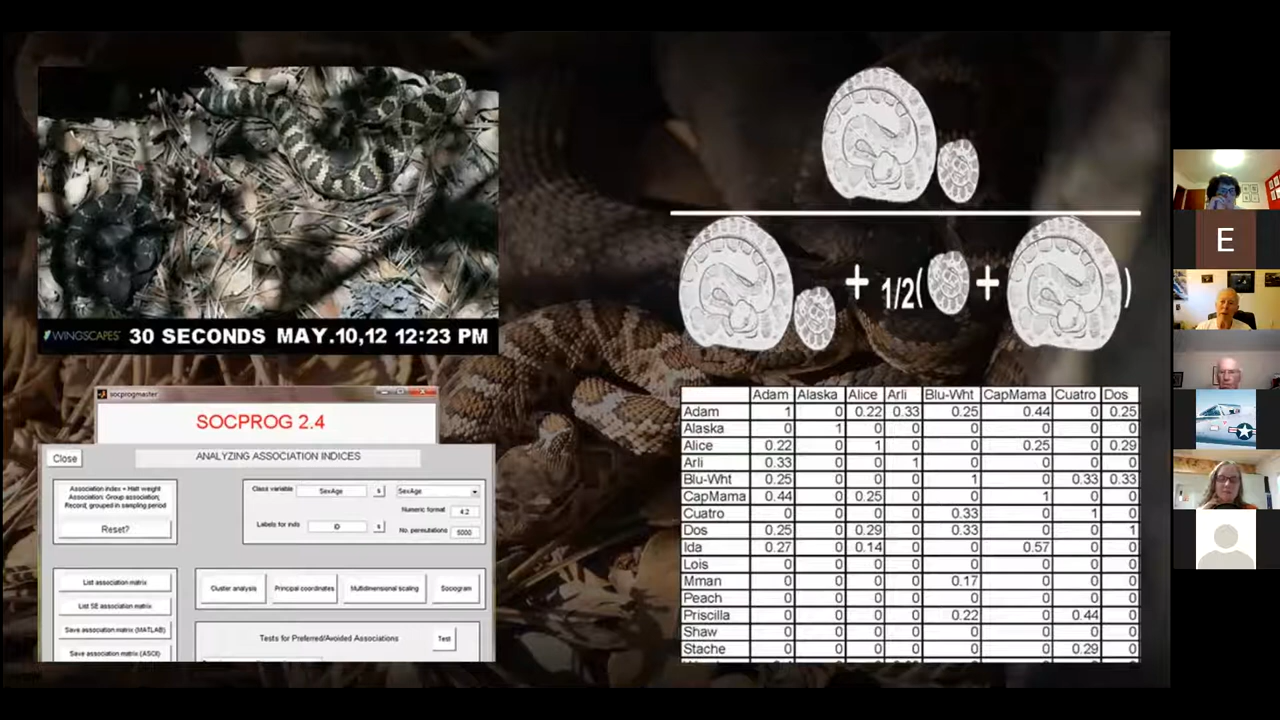 WINGSCAPES 30 SECONDS MAY.10,12 12:23 PM
+ 1/2( + )
socprogmaster
SOCPROG 2.4
Close
ANALYZING ASSOCIATION INDICES
Association index = Half weight
Association: Group association;
Record; grouped in sampling period
Reset?
Class variable SexAge s SexAge
Numeric format 4.2
Labels for inds ID s
No. permutations 5000
List association matrix
List SE association matrix
Save association matrix (MATLAB)
Save association matrix (ASCII)
Cluster analysis Principal coordinates Multidimensional scaling Sociogram
Tests for Preferred/Avoided Associations Test
Adam Alaska Alice Arli Blu-Wht CapMama Cuatro Dos
Adam 1 0 0.22 0.33 0.25 0.44 0 0.25
Alaska 0 1 0 0 0 0 0 0
Alice 0.22 0 1 0 0 0.25 0 0.29
Arli 0.33 0 0 1 0 0 0 0
Blu-Wht 0.25 0 0 0 1 0 0.33 0.33
CapMama 0.44 0 0.25 0 0 1 0 0
Cuatro 0 0 0 0 0.33 0 1 0
Dos 0.25 0 0.29 0 0.33 0 0 1
Ida 0.27 0 0.14 0 0 0.57 0 0
Lois 0 0 0 0 0 0 0 0
Mman 0 0 0 0 0.17 0 0 0
Peach 0 0 0 0 0 0 0 0
Priscilla 0 0 0 0 0.22 0 0.44 0
Shaw 0 0 0 0 0 0 0 0
Stache 0 0 0 0 0 0 0.29 0
E